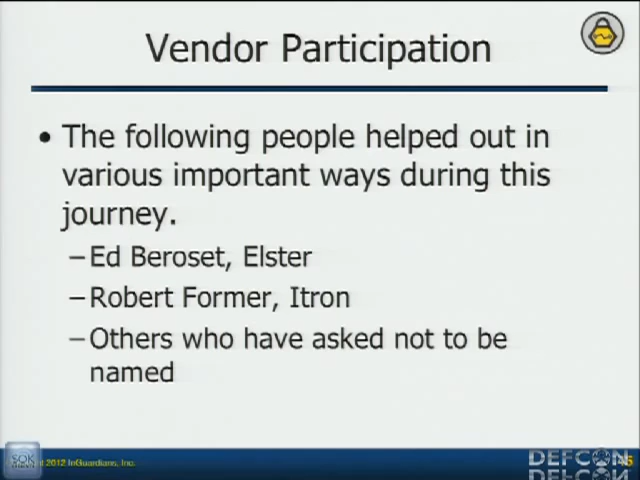 Vendor Participation
• The following people helped out in
various important ways during this
journey.
– Ed Beroset, Elster
– Robert Former, Itron
– Others who have asked not to be
named
2012 InGuardians, Inc.
DEFCON